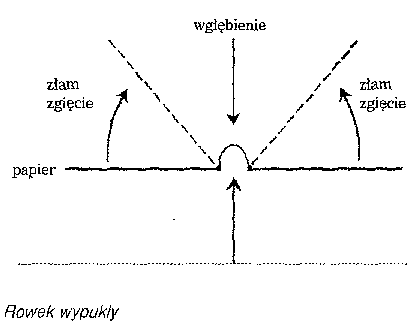 wgłębienie
złam
zgięcie
złam
zgięcie
papier
Rowek wypukły